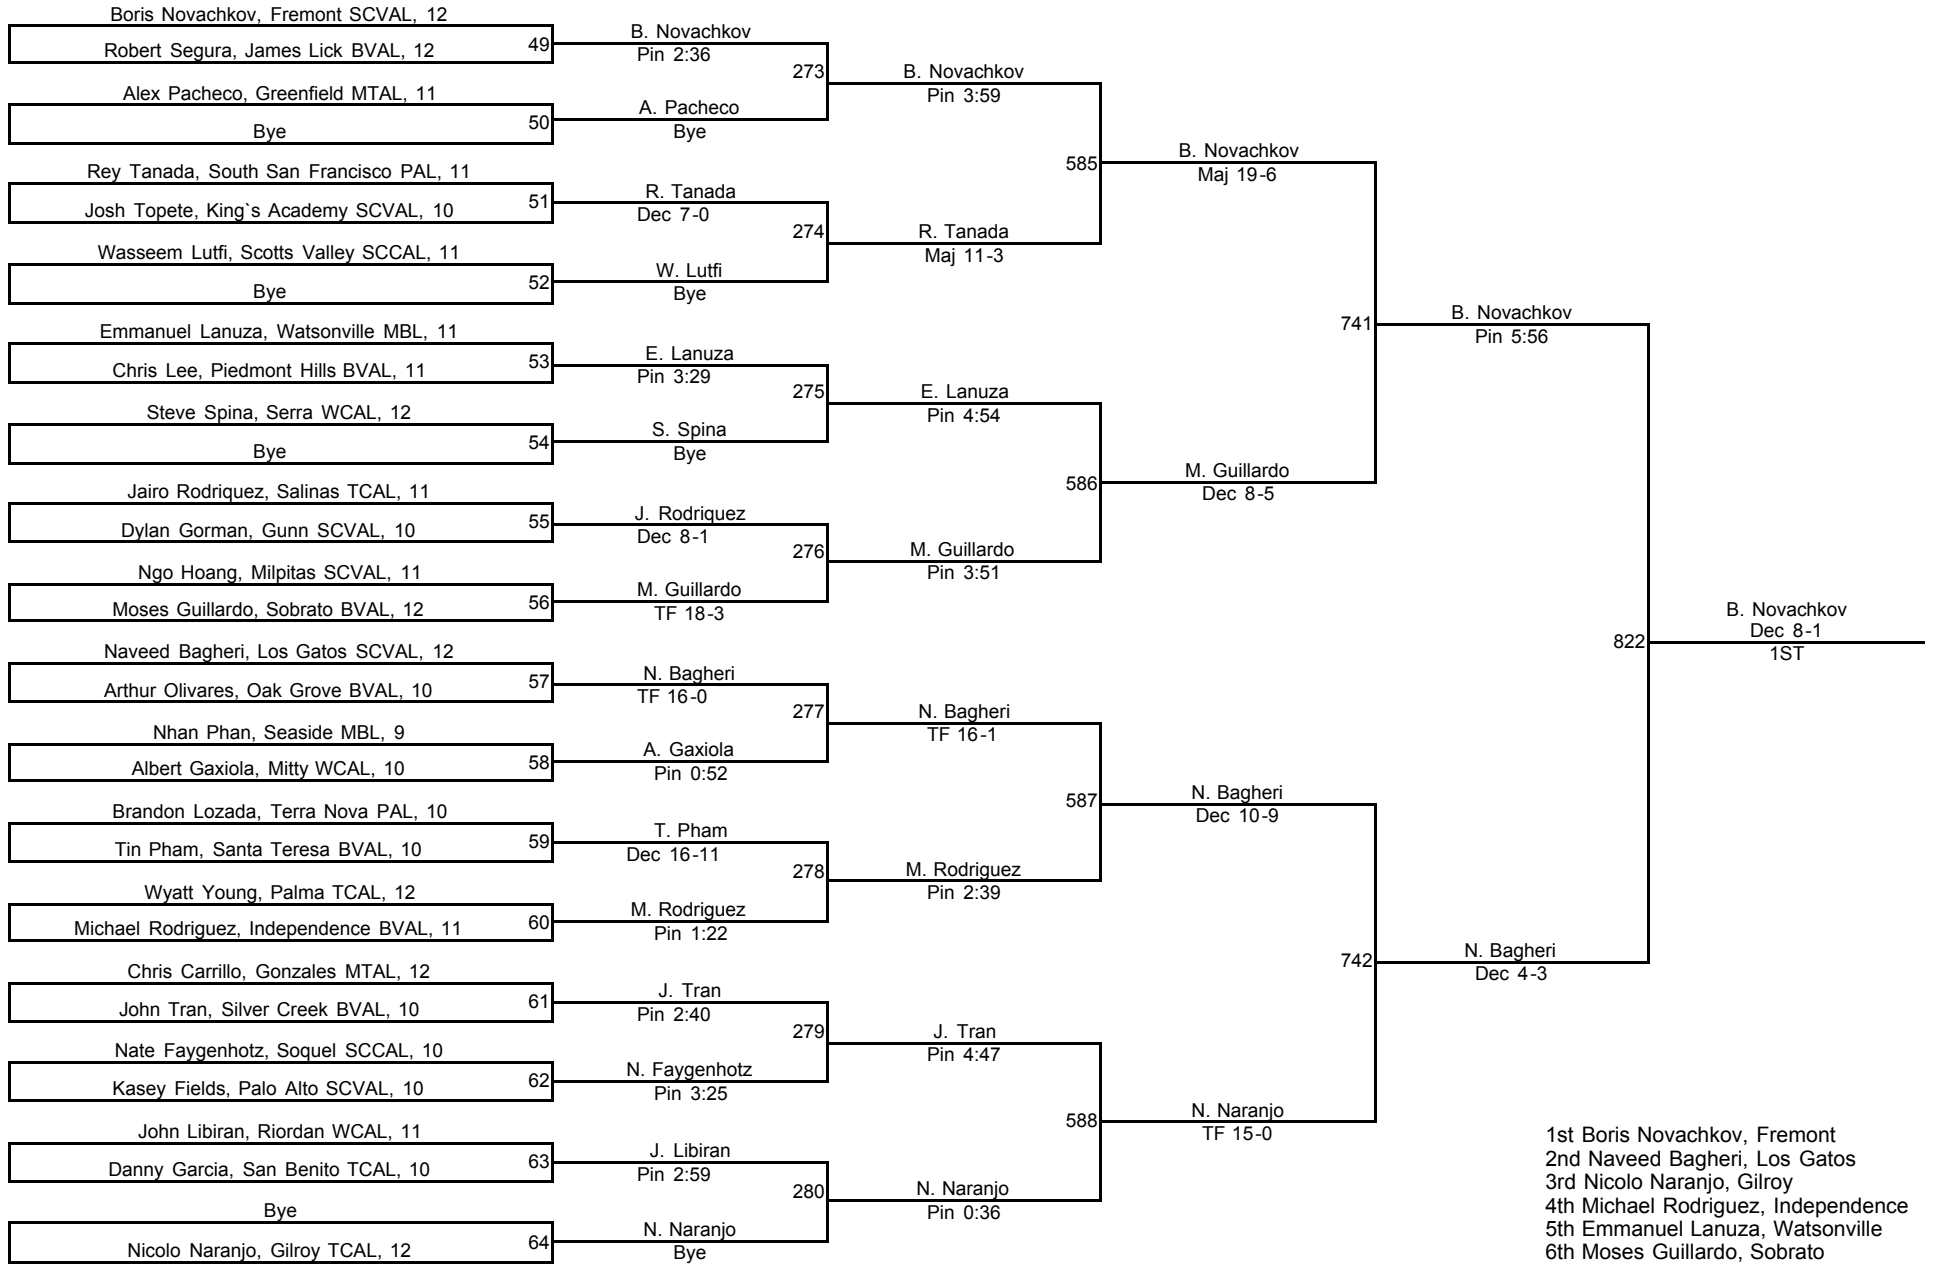 Boris Novachkov, Fremont SCVAL, 12
49
Robert Segura, James Lick BVAL, 12
Alex Pacheco, Greenfield MTAL, 11
50
Bye
Rey Tanada, South San Francisco PAL, 11
51
Josh Topete, King`s Academy SCVAL, 10
Wasseem Lutfi, Scotts Valley SCCAL, 11
52
Bye
Emmanuel Lanuza, Watsonville MBL, 11
53
Chris Lee, Piedmont Hills BVAL, 11
Steve Spina, Serra WCAL, 12
54
Bye
Jairo Rodriquez, Salinas TCAL, 11
55
Dylan Gorman, Gunn SCVAL, 10
Ngo Hoang, Milpitas SCVAL, 11
56
Moses Guillardo, Sobrato BVAL, 12
Naveed Bagheri, Los Gatos SCVAL, 12
57
Arthur Olivares, Oak Grove BVAL, 10
Nhan Phan, Seaside MBL, 9
58
Albert Gaxiola, Mitty WCAL, 10
Brandon Lozada, Terra Nova PAL, 10
59
Tin Pham, Santa Teresa BVAL, 10
Wyatt Young, Palma TCAL, 12
60
Michael Rodriguez, Independence BVAL, 11
Chris Carrillo, Gonzales MTAL, 12
61
John Tran, Silver Creek BVAL, 10
Nate Faygenhotz, Soquel SCCAL, 10
62
Kasey Fields, Palo Alto SCVAL, 10
John Libiran, Riordan WCAL, 11
63
Danny Garcia, San Benito TCAL, 10
Bye
64
Nicolo Naranjo, Gilroy TCAL, 12
B. Novachkov
Pin 2:36
273
A. Pacheco
Bye
R. Tanada
Dec 7-0
274
W. Lutfi
Bye
E. Lanuza
Pin 3:29
275
S. Spina
Bye
J. Rodriquez
Dec 8-1
276
M. Guillardo
TF 18-3
N. Bagheri
TF 16-0
277
A. Gaxiola
Pin 0:52
T. Pham
Dec 16-11
278
M. Rodriguez
Pin 1:22
J. Tran
Pin 2:40
279
N. Faygenhotz
Pin 3:25
J. Libiran
Pin 2:59
280
N. Naranjo
Bye
B. Novachkov
Pin 3:59
585
R. Tanada
Maj 11-3
E. Lanuza
Pin 4:54
586
M. Guillardo
Pin 3:51
N. Bagheri
TF 16-1
587
M. Rodriguez
Pin 2:39
J. Tran
Pin 4:47
588
N. Naranjo
Pin 0:36
B. Novachkov
Maj 19-6
741
M. Guillardo
Dec 8-5
N. Bagheri
Dec 10-9
742
N. Naranjo
TF 15-0
B. Novachkov
Pin 5:56
822
N. Bagheri
Dec 4-3
B. Novachkov
Dec 8-1
1ST
1st Boris Novachkov, Fremont
2nd Naveed Bagheri, Los Gatos
3rd Nicolo Naranjo, Gilroy
4th Michael Rodriguez, Independence
5th Emmanuel Lanuza, Watsonville
6th Moses Guillardo, Sobrato